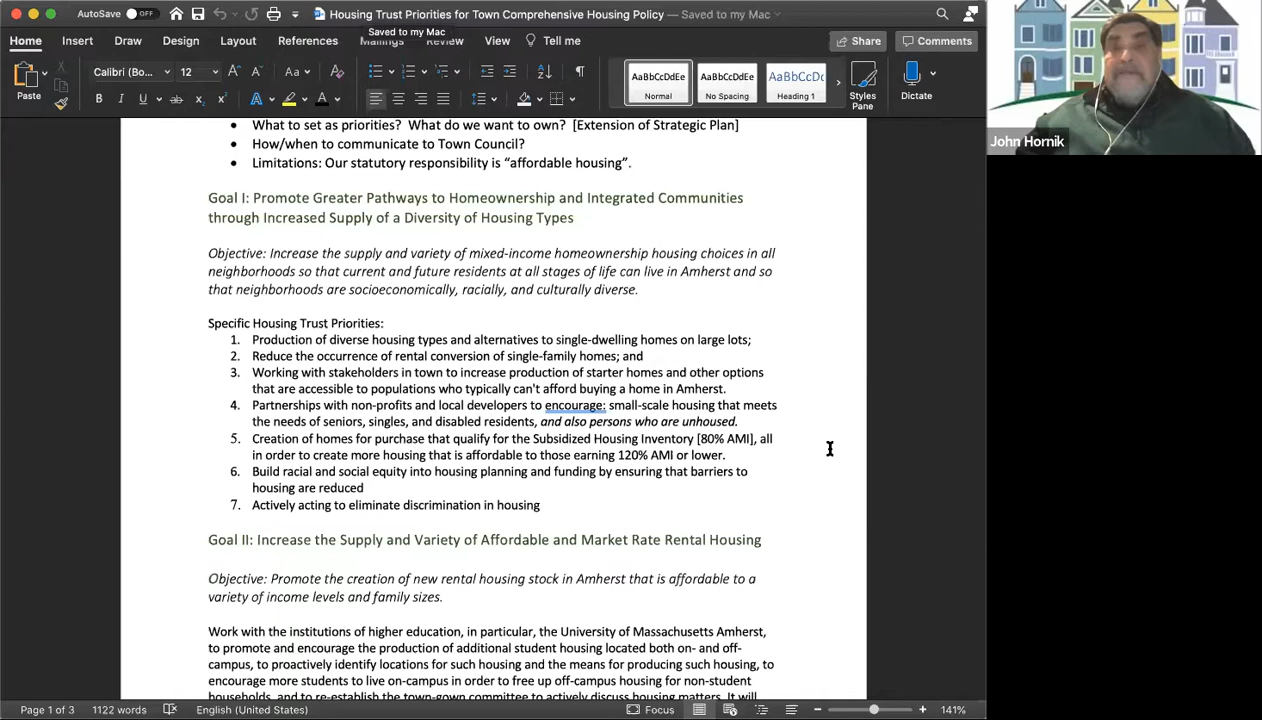 AutoSave OFF
Housing Trust Priorities for Town Comprehensive Housing Policy — Saved to my Mac
Home Insert Draw Design Layout References Mailings Review View Tell me
Saved to my Mac
Share Comments
Paste
Calibri (Bo... 12
AaBbCcDdEe AaBbCcDdEe AaBbCcDc
Normal No Spacing Heading 1
Styles Pane
Dictate
• What to set as priorities? What do we want to own? [Extension of Strategic Plan]
• How/when to communicate to Town Council?
• Limitations: Our statutory responsibility is “affordable housing”.
Goal I: Promote Greater Pathways to Homeownership and Integrated Communities
through Increased Supply of a Diversity of Housing Types
Objective: Increase the supply and variety of mixed-income homeownership housing choices in all
neighborhoods so that current and future residents at all stages of life can live in Amherst and so
that neighborhoods are socioeconomically, racially, and culturally diverse.
Specific Housing Trust Priorities:
1. Production of diverse housing types and alternatives to single-dwelling homes on large lots;
2. Reduce the occurrence of rental conversion of single-family homes; and
3. Working with stakeholders in town to increase production of starter homes and other options
that are accessible to populations who typically can't afford buying a home in Amherst.
4. Partnerships with non-profits and local developers to encourage: small-scale housing that meets
the needs of seniors, singles, and disabled residents, and also persons who are unhoused.
5. Creation of homes for purchase that qualify for the Subsidized Housing Inventory [80% AMI], all
in order to create more housing that is affordable to those earning 120% AMI or lower.
6. Build racial and social equity into housing planning and funding by ensuring that barriers to
housing are reduced
7. Actively acting to eliminate discrimination in housing
Goal II: Increase the Supply and Variety of Affordable and Market Rate Rental Housing
Objective: Promote the creation of new rental housing stock in Amherst that is affordable to a
variety of income levels and family sizes.
Work with the institutions of higher education, in particular, the University of Massachusetts Amherst,
to promote and encourage the production of additional student housing located both on- and off-
campus, to proactively identify locations for such housing and the means for producing such housing, to
encourage more students to live on-campus in order to free up off-campus housing for non-student
households, and to re-establish the town-gown committee to actively discuss housing matters. It will
Page 1 of 3 1122 words English (United States) Focus 141%
John Hornik